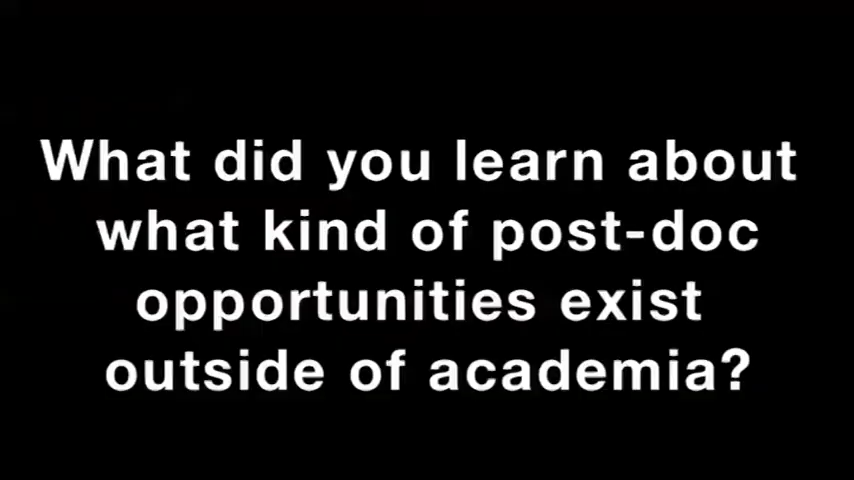 What did you learn about
what kind of post-doc
opportunities exist
outside of academia?